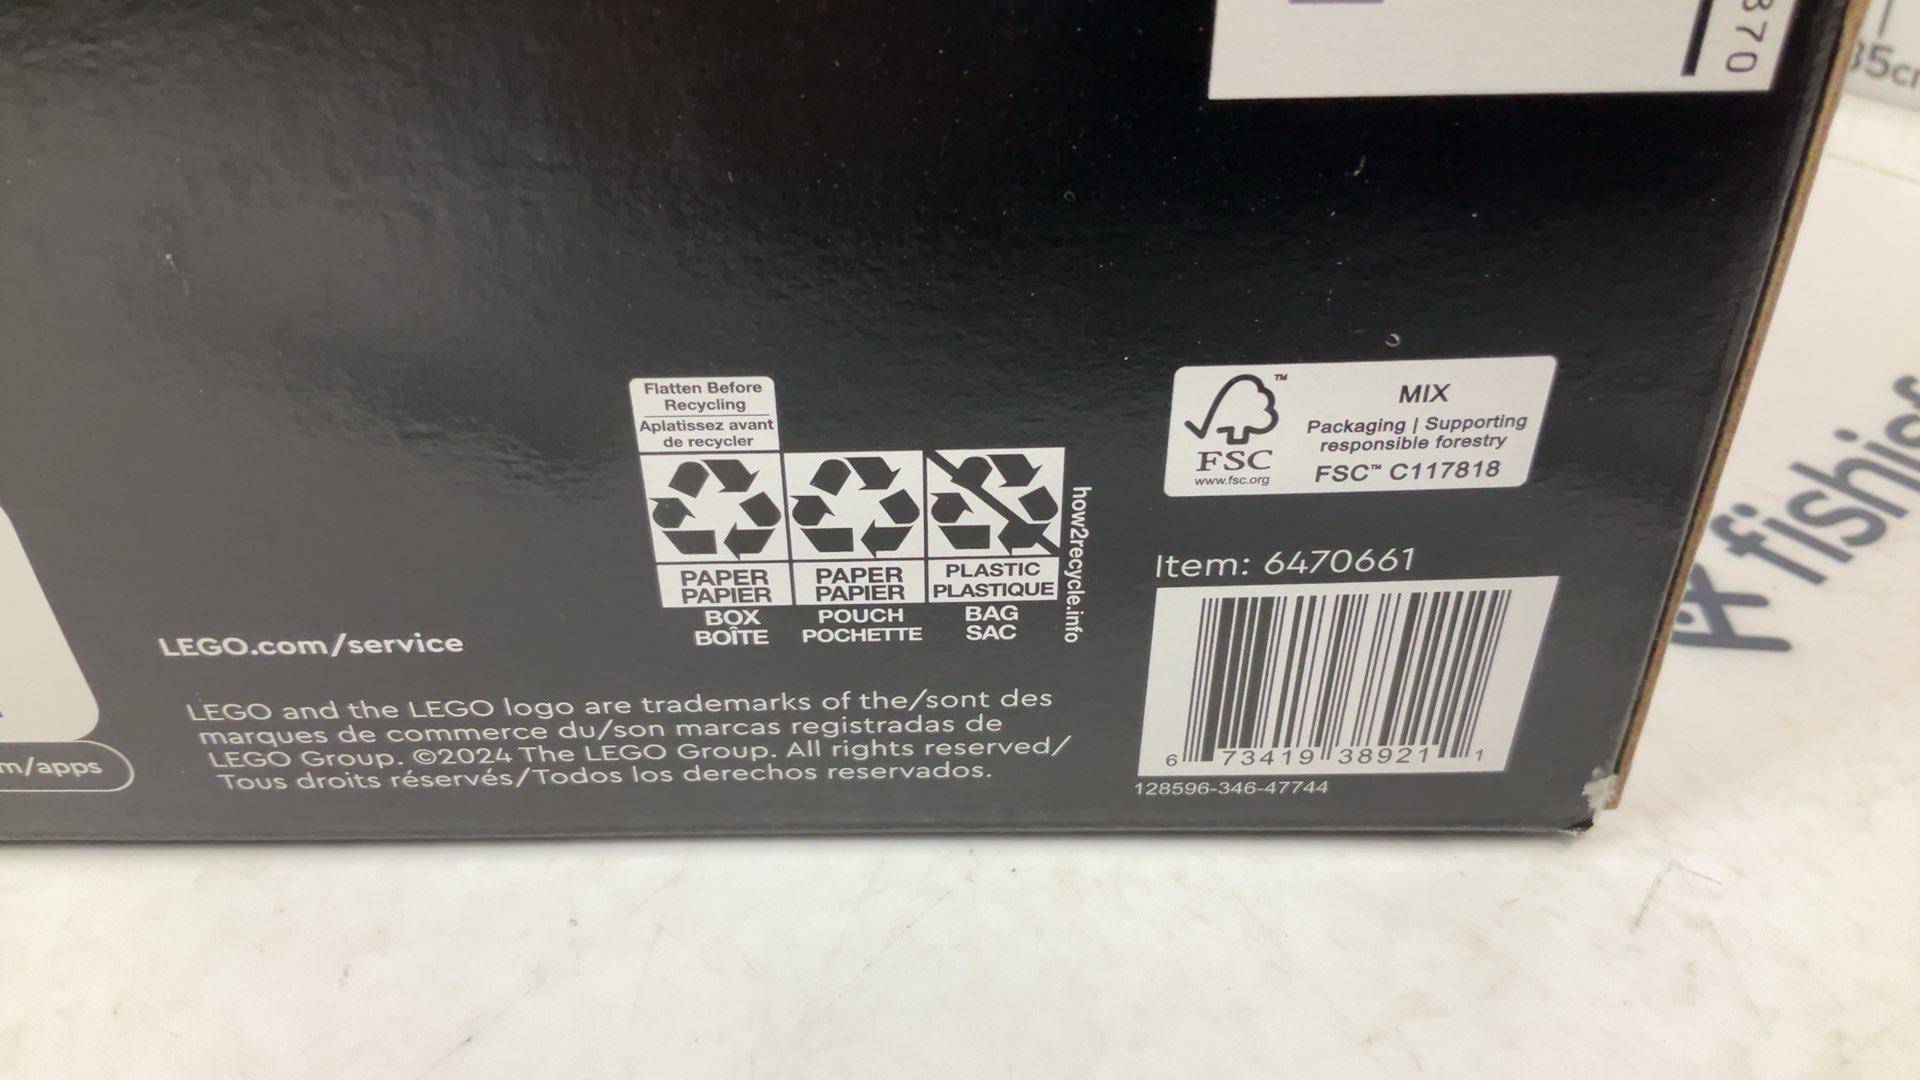 370
35cm
Flatten Before
Recycling
Aplatissez avant
de recycler
PAPER
PAPIER
BOX
BOÎTE
PAPER
PAPIER
POUCH
POCHETTE
PLASTIC
PLASTIQUE
BAG
SAC
how2recycle.info
™
FSC
www.fsc.org
MIX
Packaging | Supporting
responsible forestry
FSC™ C117818
Item: 6470661
6 73419 38921 1
128596-346-47744
LEGO.com/service
LEGO and the LEGO logo are trademarks of the/sont des
marques de commerce du/son marcas registradas de
LEGO Group. ©2024 The LEGO Group. All rights reserved/
Tous droits réservés/Todos los derechos reservados.
m/apps